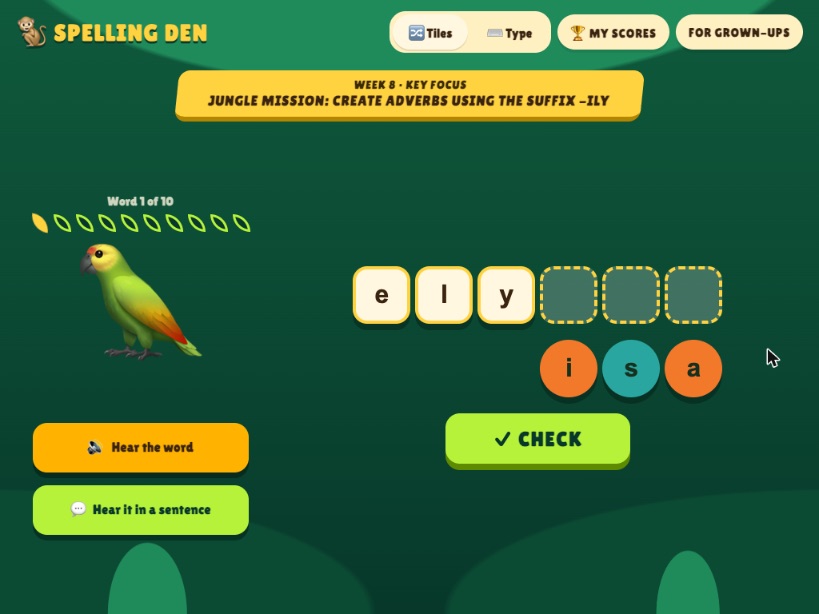 SPELLING DEN
Tiles
Type
MY SCORES
FOR GROWN-UPS
WEEK 8 • KEY FOCUS
JUNGLE MISSION: CREATE ADVERBS USING THE SUFFIX -ILY
Word 1 of 10
e l y
i s a
✓ CHECK
Hear the word
Hear it in a sentence